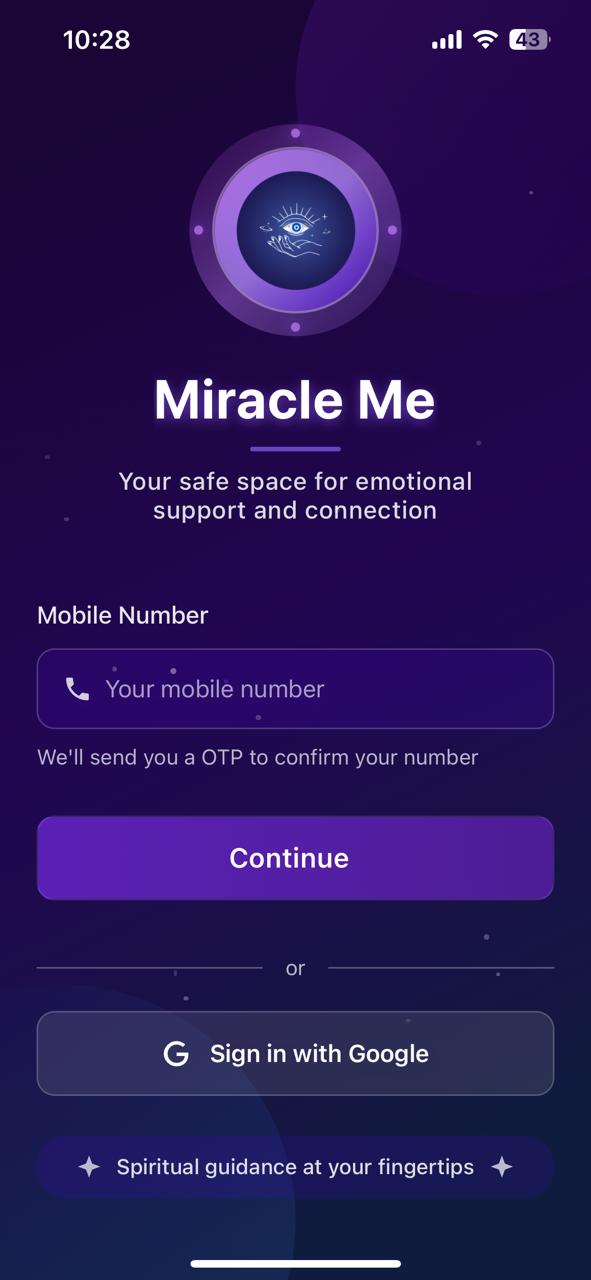 10:28
43
Miracle Me
Your safe space for emotional
support and connection
Mobile Number
Your mobile number
We'll send you a OTP to confirm your number
Continue
or
G Sign in with Google
Spiritual guidance at your fingertips